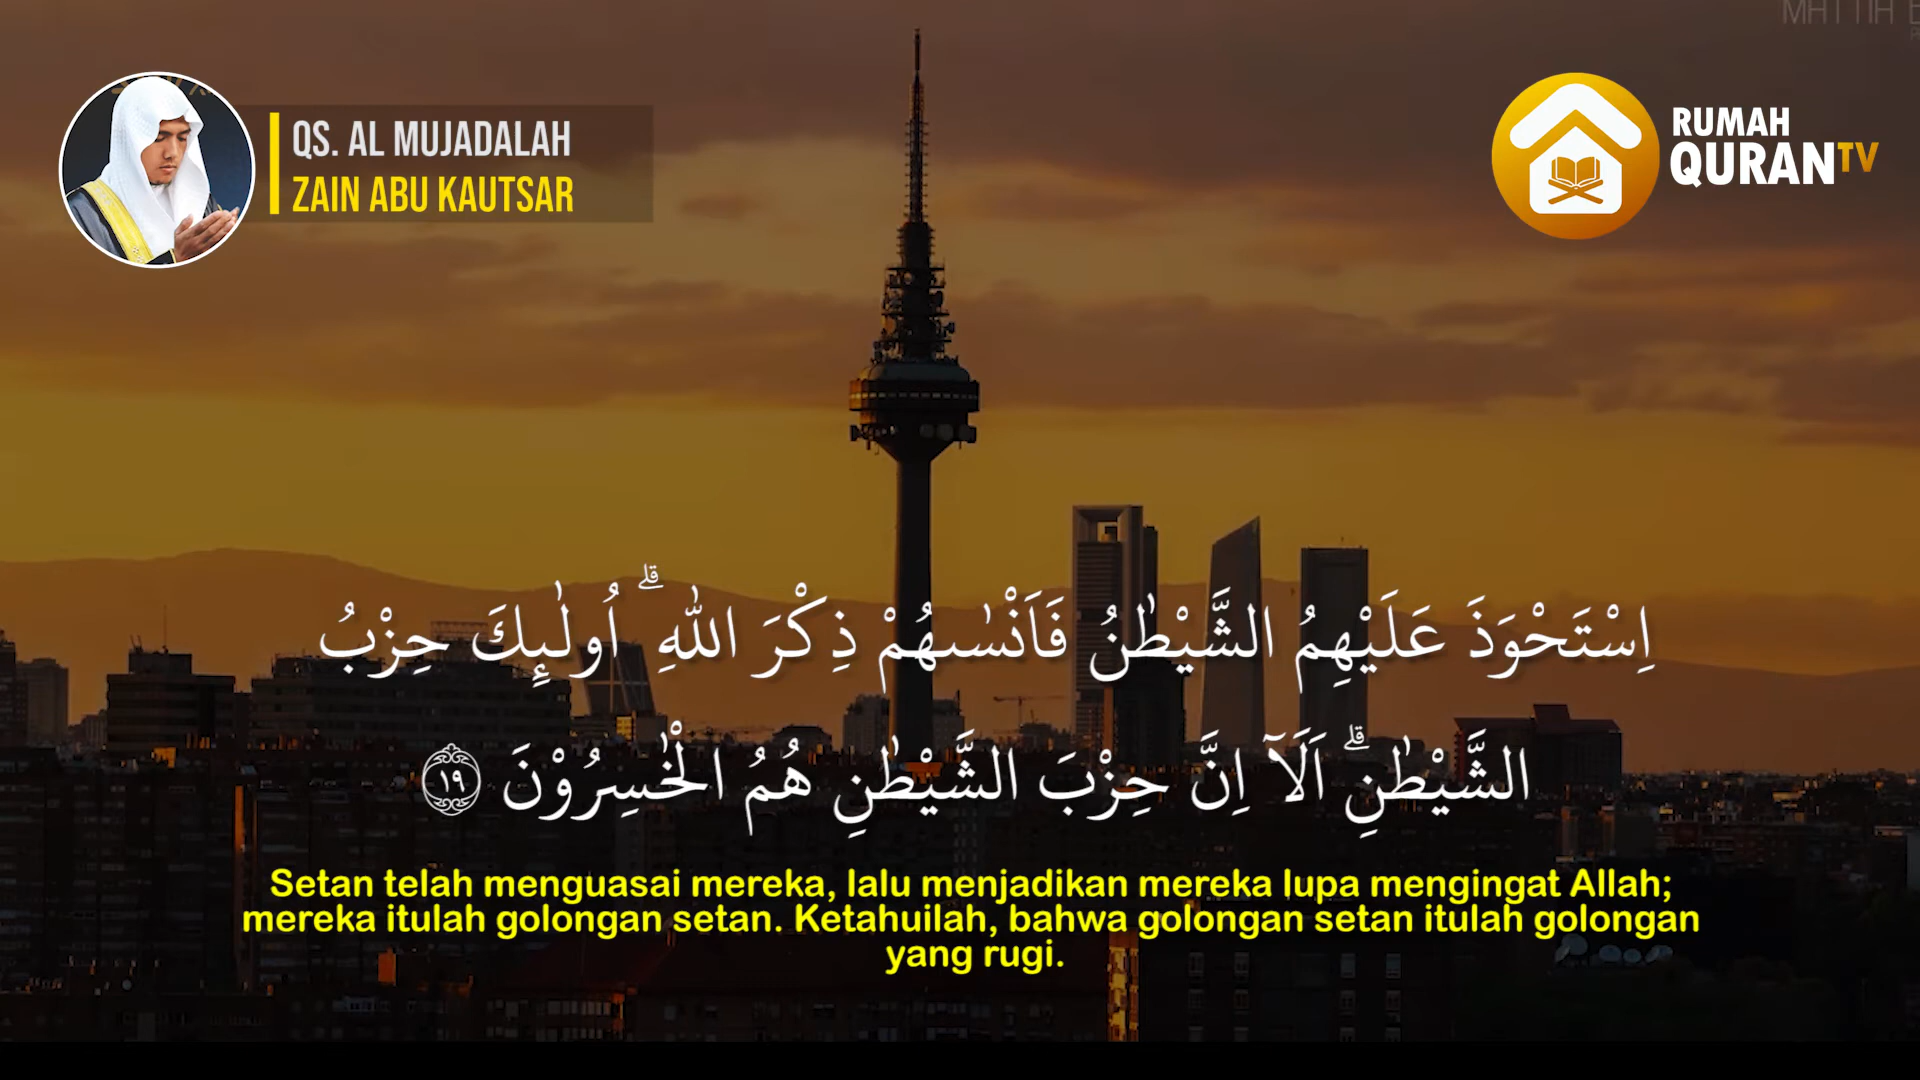 QS. AL MUJADALAH
ZAIN ABU KAUTSAR
RUMAH
QURANTV
اِسْتَحْوَذَ عَلَيْهِمُ الشَّيْطٰنُ فَاَنْسٰىهُمْ ذِكْرَ اللّٰهِ ۗ اُولٰۤىِٕكَ حِزْبُ
الشَّيْطٰنِۗ اَلَآ اِنَّ حِزْبَ الشَّيْطٰنِ هُمُ الْخٰسِرُوْنَ ١٩
Setan telah menguasai mereka, lalu menjadikan mereka lupa mengingat Allah;
mereka itulah golongan setan. Ketahuilah, bahwa golongan setan itulah golongan
yang rugi.